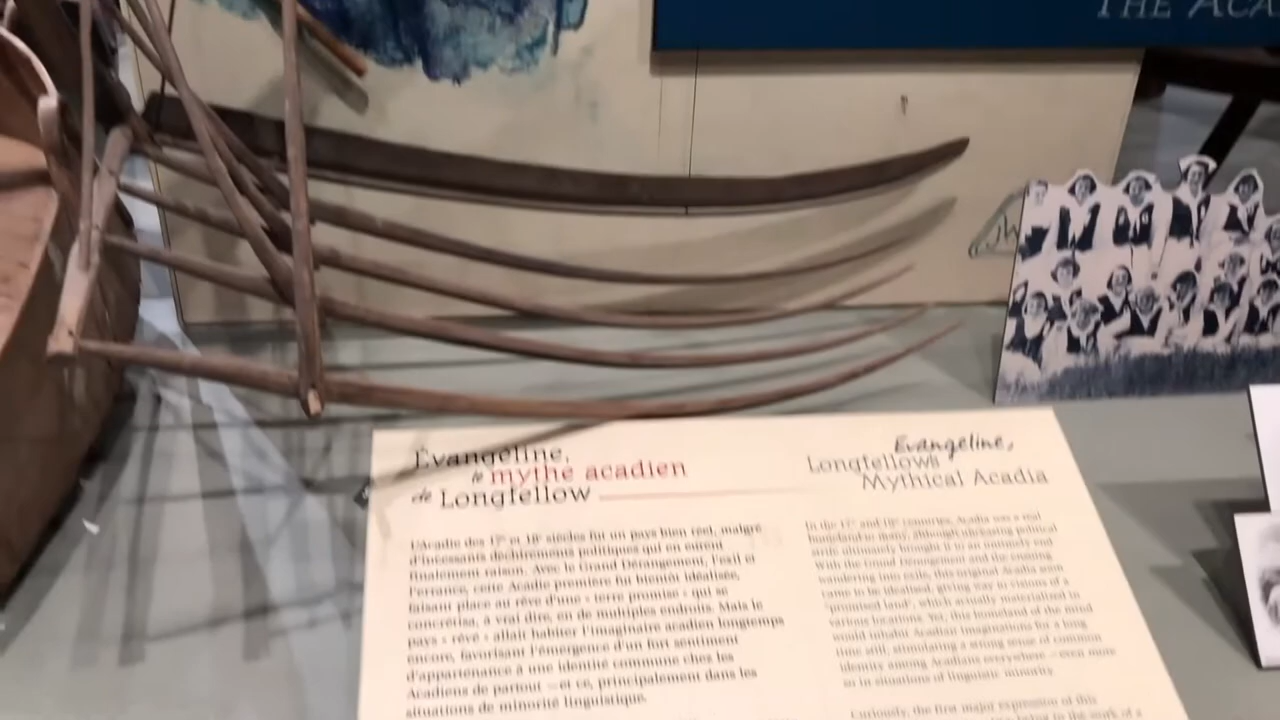 THE ACA
Évangéline,
le mythe acadien
de Longfellow
L'Acadie des 17e et 18e siècles fut un pays bien réel, malgré
d'incessants déchirements politiques qui en eurent
finalement raison. Avec le Grand Dérangement, l'exil et
l'errance, cette Acadie première fut bientôt idéalisée,
faisant place au rêve d'une « terre promise » qui se
concrétisa, à vrai dire, en de multiples endroits. Mais le
pays « rêvé » allait habiter l'imaginaire acadien longtemps
encore, favorisant l'émergence d'un fort sentiment
d'appartenance à une identité commune chez les
Acadiens de partout – et ce, principalement dans les
situations de minorité linguistique.
Evangeline,
Longfellow's
Mythical Acadia
In the 17th and 18th centuries, Acadia was a real
homeland to many, although increasing political
strife ultimately brought it to an untimely end.
With the Grand Dérangement and the ensuing
wandering into exile, this original Acadia soon
came to be idealised, giving way to visions of a
"promised land", which actually materialized in
various locations. Yet, this homeland of the mind
would inhabit Acadian imaginations for a long
time still, stimulating a strong sense of common
identity among Acadians everywhere – even more
so in situations of linguistic minority.
Curiously, the first major expression of this